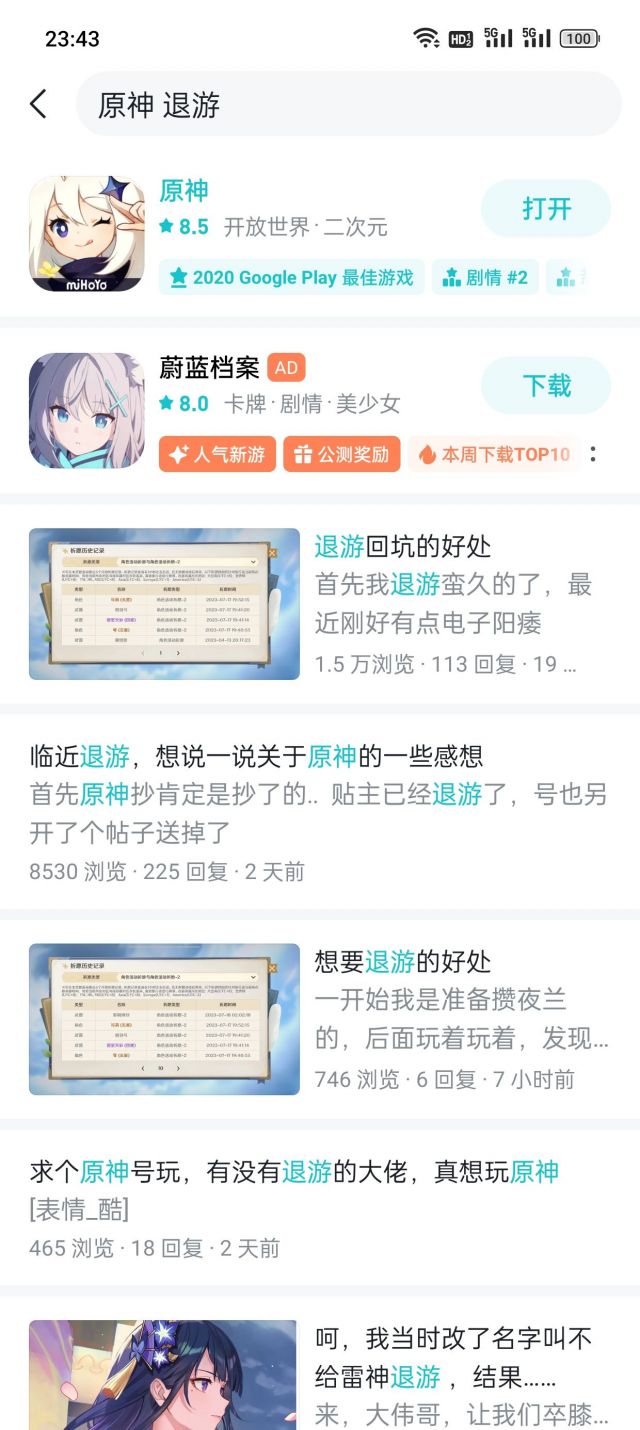 23:43
HD
5G
5G
100
原神 退游
原神
8.5 开放世界·二次元
打开
miHoYo
2020 Google Play 最佳游戏
剧情 #2
蔚蓝档案 AD
8.0 卡牌·剧情·美少女
下载
人气新游
公测奖励
本周下载TOP10
祈愿历史记录
退游回坑的好处
首先我退游蛮久的了，最
近刚好有点电子阳痿
1.5 万浏览 · 113 回复 · 19 ...
临近退游，想说一说关于原神的一些感想
首先原神抄肯定是抄了的.. 贴主已经退游了，号也另
开了个帖子送掉了
8530 浏览 · 225 回复 · 2 天前
祈愿历史记录
想要退游的好处
一开始我是准备攒夜兰
的，后面玩着玩着，发现...
746 浏览 · 6 回复 · 7 小时前
求个原神号玩，有没有退游的大佬，真想玩原神
[表情_酷]
465 浏览 · 18 回复 · 2 天前
呵，我当时改了名字叫不
给雷神退游 ，结果……
来，大伟哥，让我们卒膝...